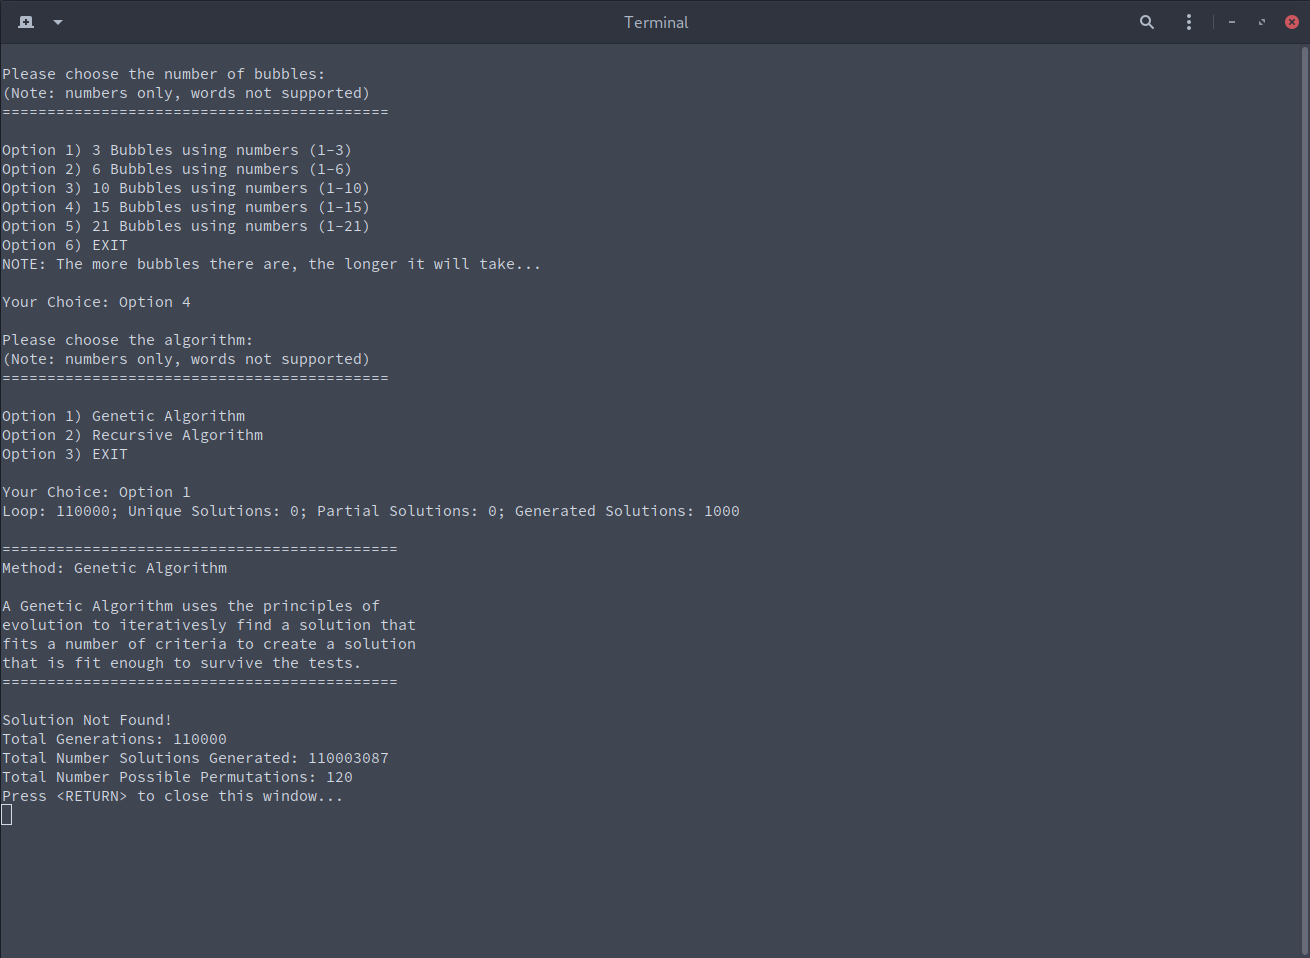 Terminal
Please choose the number of bubbles:
(Note: numbers only, words not supported)
===========================================
Option 1) 3 Bubbles using numbers (1-3)
Option 2) 6 Bubbles using numbers (1-6)
Option 3) 10 Bubbles using numbers (1-10)
Option 4) 15 Bubbles using numbers (1-15)
Option 5) 21 Bubbles using numbers (1-21)
Option 6) EXIT
NOTE: The more bubbles there are, the longer it will take...
Your Choice: Option 4
Please choose the algorithm:
(Note: numbers only, words not supported)
===========================================
Option 1) Genetic Algorithm
Option 2) Recursive Algorithm
Option 3) EXIT
Your Choice: Option 1
Loop: 110000; Unique Solutions: 0; Partial Solutions: 0; Generated Solutions: 1000
============================================
Method: Genetic Algorithm
A Genetic Algorithm uses the principles of
evolution to iterativesly find a solution that
fits a number of criteria to create a solution
that is fit enough to survive the tests.
============================================
Solution Not Found!
Total Generations: 110000
Total Number Solutions Generated: 110003087
Total Number Possible Permutations: 120
Press <RETURN> to close this window...